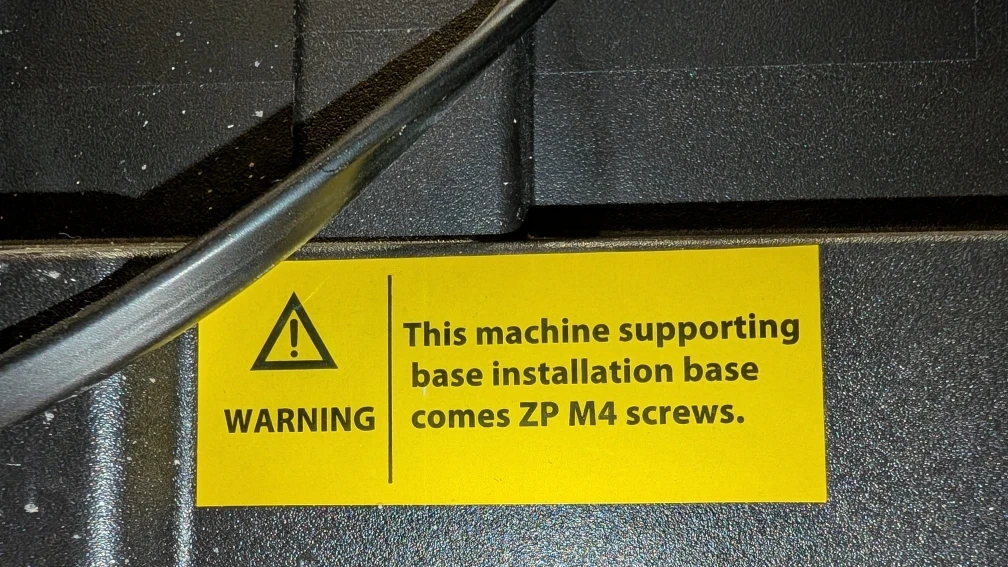 WARNING
This machine supporting
base installation base
comes ZP M4 screws.